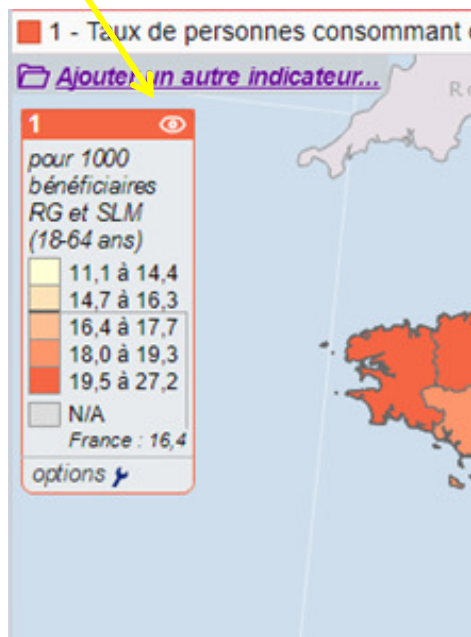 1 - Taux de personnes consommant
Ajouter un autre indicateur...
1
pour 1000
bénéficiaires
RG et SLM
(18-64 ans)
11,1 à 14,4
14,7 à 16,3
16,4 à 17,7
18,0 à 19,3
19,5 à 27,2
N/A
France : 16,4
options